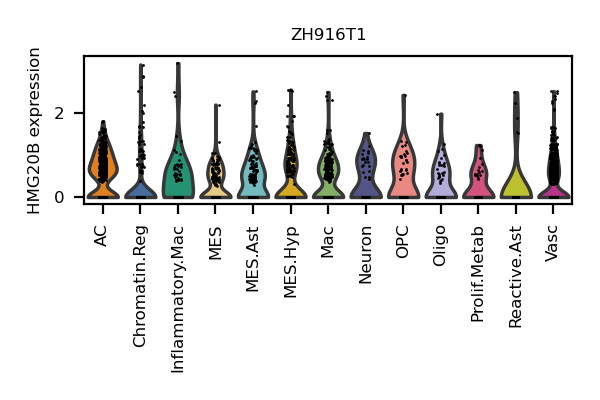 ZH916T1
HMG20B expression
2
0
AC
Chromatin.Reg
Inflammatory.Mac
MES
MES.Ast
MES.Hyp
Mac
Neuron
OPC
Oligo
Prolif.Metab
Reactive.Ast
Vasc